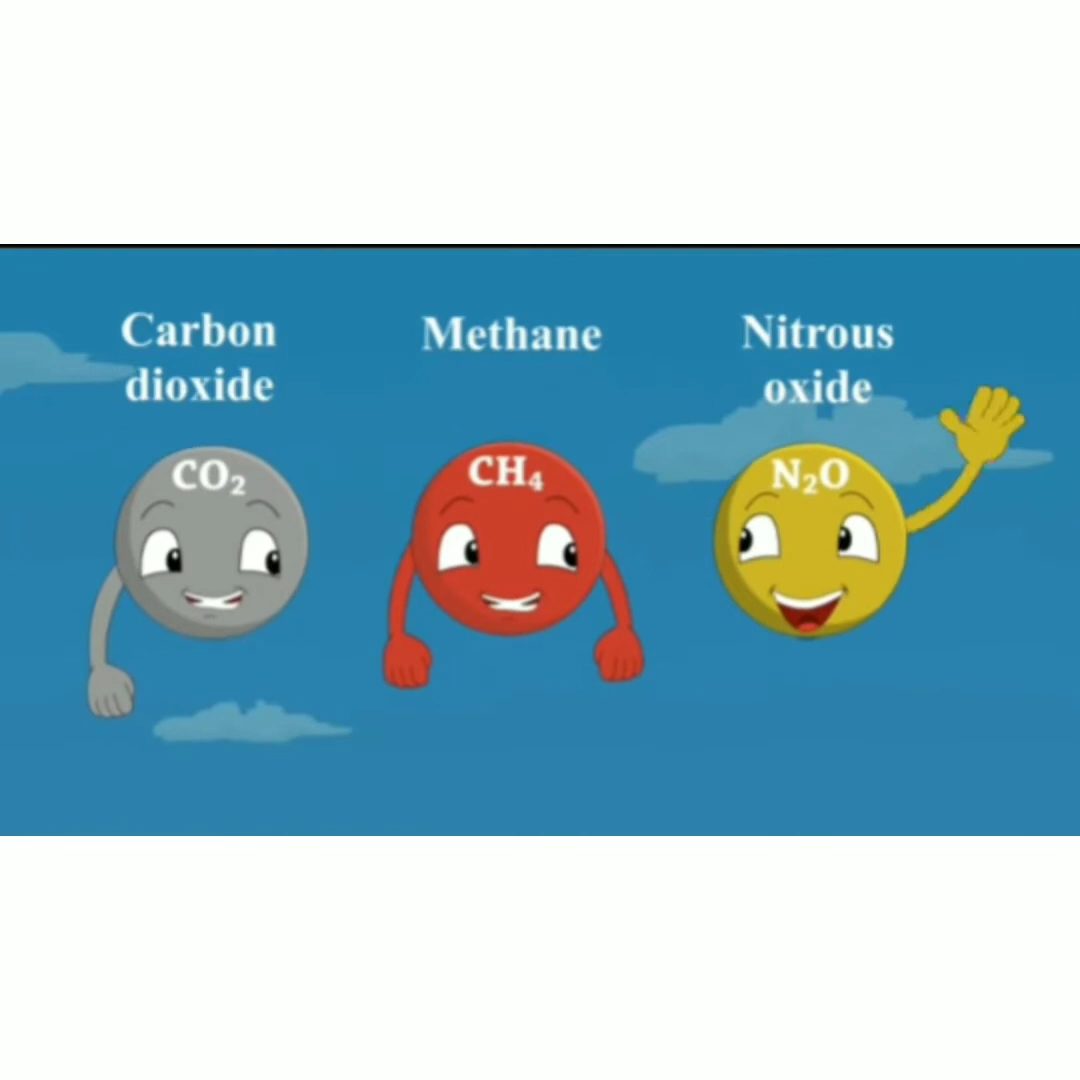 Carbon
dioxide
Methane
Nitrous
oxide
CO₂
CH₄
N₂O